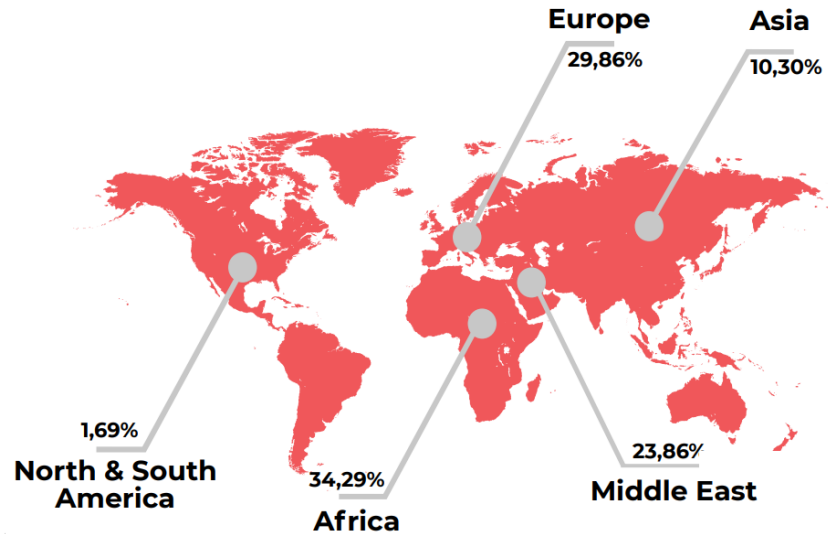 Europe
29,86%
Asia
10,30%
1,69%
North & South
America
34,29%
Africa
23,86%
Middle East